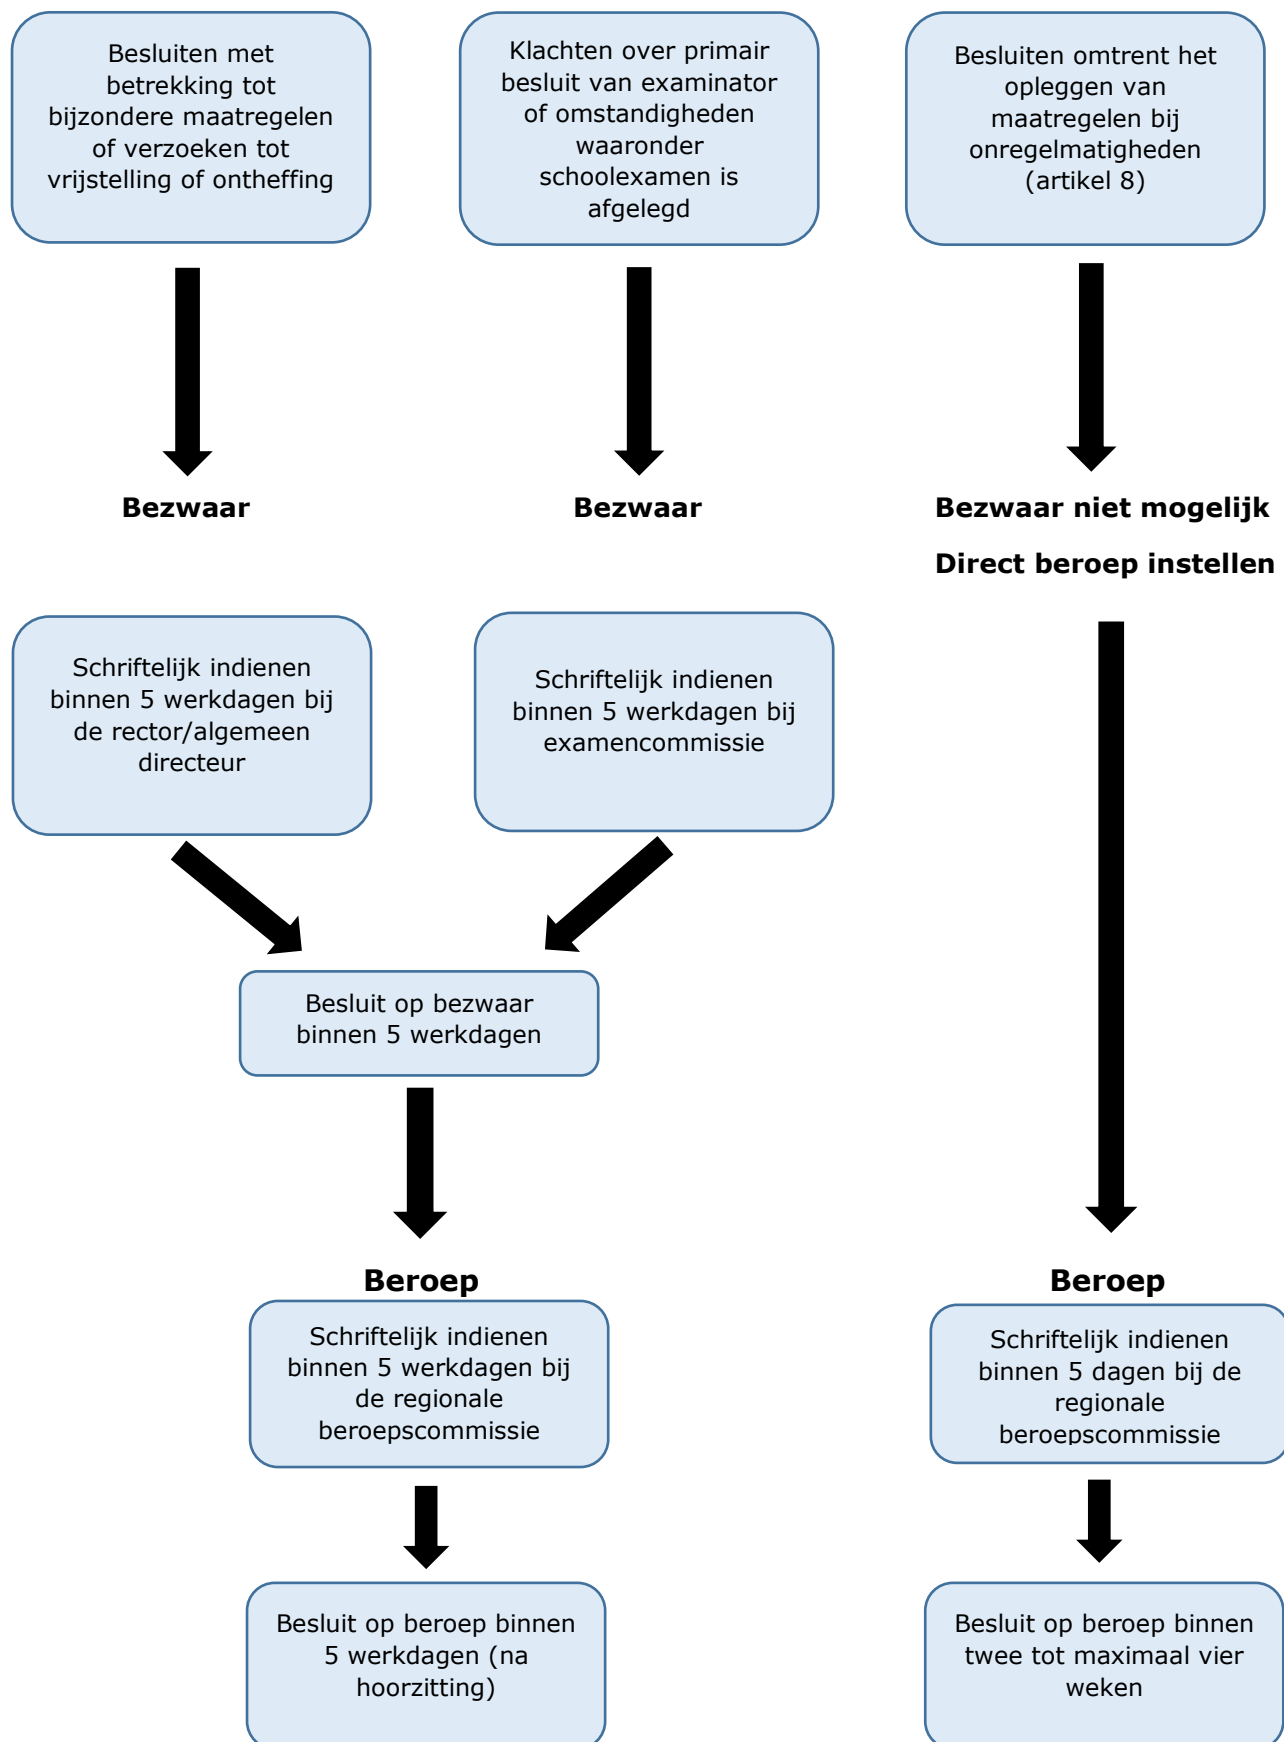 Besluiten met
betrekking tot
bijzondere maatregelen
of verzoeken tot
vrijstelling of ontheffing
Klachten over primair
besluit van examinator
of omstandigheden
waaronder
schoolexamen is
afgelegd
Besluiten omtrent het
opleggen van
maatregelen bij
onregelmatigheden
(artikel 8)
Bezwaar
Bezwaar
Bezwaar niet mogelijk
Direct beroep instellen
Schriftelijk indienen
binnen 5 werkdagen bij
de rector/algemeen
directeur
Schriftelijk indienen
binnen 5 werkdagen bij
examencommissie
Besluit op bezwaar
binnen 5 werkdagen
Beroep
Schriftelijk indienen
binnen 5 werkdagen bij
de regionale
beroepscommissie
Beroep
Schriftelijk indienen
binnen 5 dagen bij de
regionale
beroepscommissie
Besluit op beroep binnen
5 werkdagen (na
hoorzitting)
Besluit op beroep binnen
twee tot maximaal vier
weken